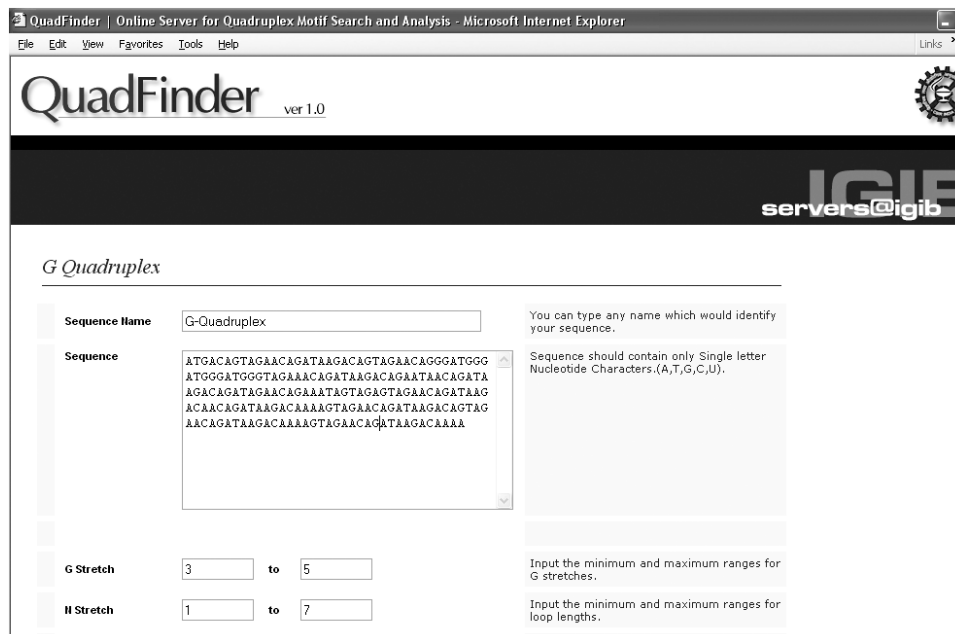 QuadFinder | Online Server for Quadruplex Motif Search and Analysis - Microsoft Internet Explorer
File Edit View Favorites Tools Help Links
QuadFinder ver 1.0
IGIB
servers@igib
G Quadruplex
Sequence Name G-Quadruplex You can type any name which would identify
your sequence.
Sequence Sequence should contain only Single letter
Nucleotide Characters.(A,T,G,C,U).
ATGACAGTAGAACAGATAAGACAGTAGAACAGGGATGGG
ATGGGATGGGTAGAAACAGATAAGACAGAATAACAGATA
AGACAGATAGAACAGAAATAGTAGAGTAGAACAGATAAG
ACAACAGATAAGACAAAAGTAGAACAGATAAGACAGTAG
AACAGATAAGACAAAAGTAGAACAGATAAGACAAAA
G Stretch 3 to 5 Input the minimum and maximum ranges for
G stretches.
N Stretch 1 to 7 Input the minimum and maximum ranges for
loop lengths.